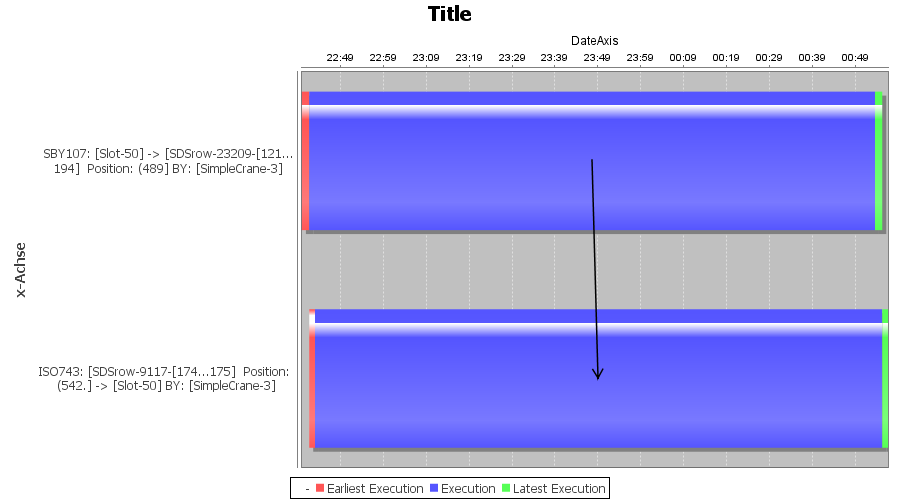 Title
DateAxis
22:49 22:59 23:09 23:19 23:29 23:39 23:49 23:59 00:09 00:19 00:29 00:39 00:49
SBY107: [Slot-50] -> [SDSrow-23209-[121...
194]  Position: (489] BY: [SimpleCrane-3]
x-Achse
ISO743: [SDSrow-9117-[174...175]  Position:
(542.] -> [Slot-50] BY: [SimpleCrane-3]
- Earliest Execution Execution Latest Execution